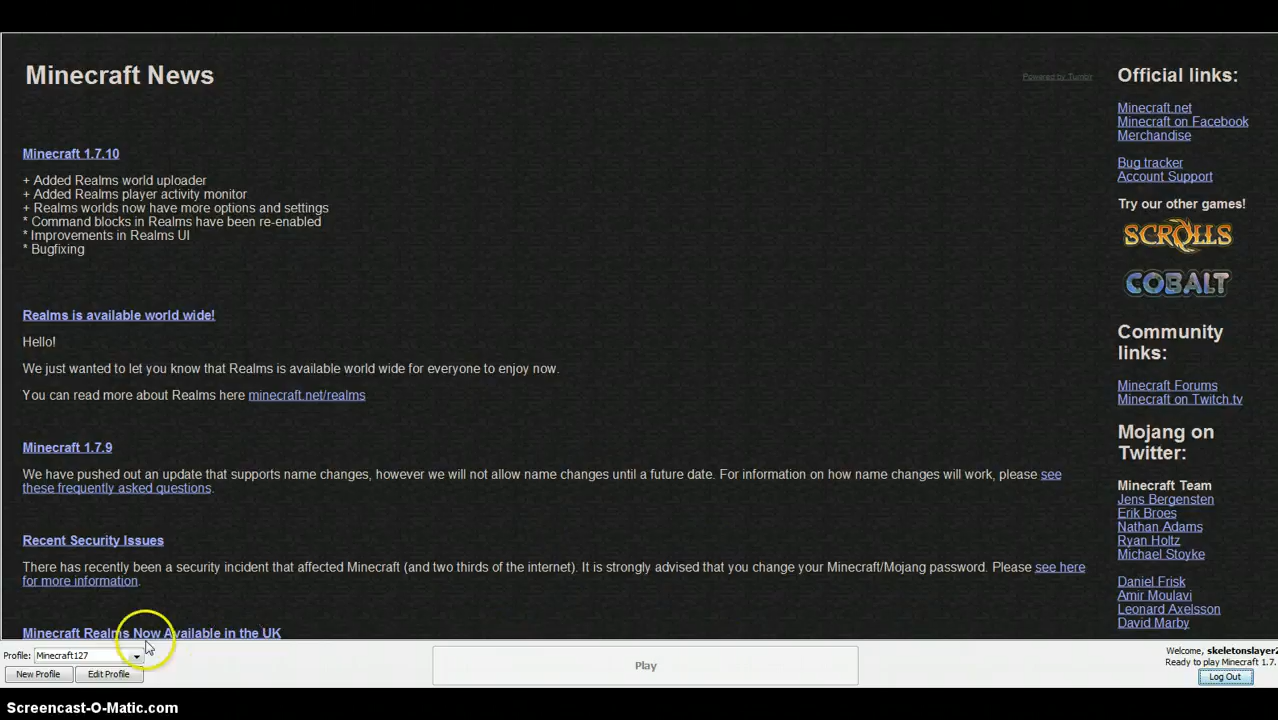 Minecraft News
Powered by Tumblr
Minecraft 1.7.10
+ Added Realms world uploader
+ Added Realms player activity monitor
+ Realms worlds now have more options and settings
* Command blocks in Realms have been re-enabled
* Improvements in Realms UI
* Bugfixing
Realms is available world wide!
Hello!
We just wanted to let you know that Realms is available world wide for everyone to enjoy now.
You can read more about Realms here minecraft.net/realms
Minecraft 1.7.9
We have pushed out an update that supports name changes, however we will not allow name changes until a future date. For information on how name changes will work, please see
these frequently asked questions.
Recent Security Issues
There has recently been a security incident that affected Minecraft (and two thirds of the internet). It is strongly advised that you change your Minecraft/Mojang password. Please see here
for more information.
Minecraft Realms Now Available in the UK
Official links:
Minecraft.net
Minecraft on Facebook
Merchandise
Bug tracker
Account Support
Try our other games!
SCROLLS
COBALT
Community
links:
Minecraft Forums
Minecraft on Twitch.tv
Mojang on
Twitter:
Minecraft Team
Jens Bergensten
Erik Broes
Nathan Adams
Ryan Holtz
Michael Stoyke
Daniel Frisk
Amir Moulavi
Leonard Axelsson
David Marby
Profile: Minecraft127
New Profile
Edit Profile
Play
Welcome, skeletonslayer2
Ready to play Minecraft 1.7.
Log Out
Screencast-O-Matic.com